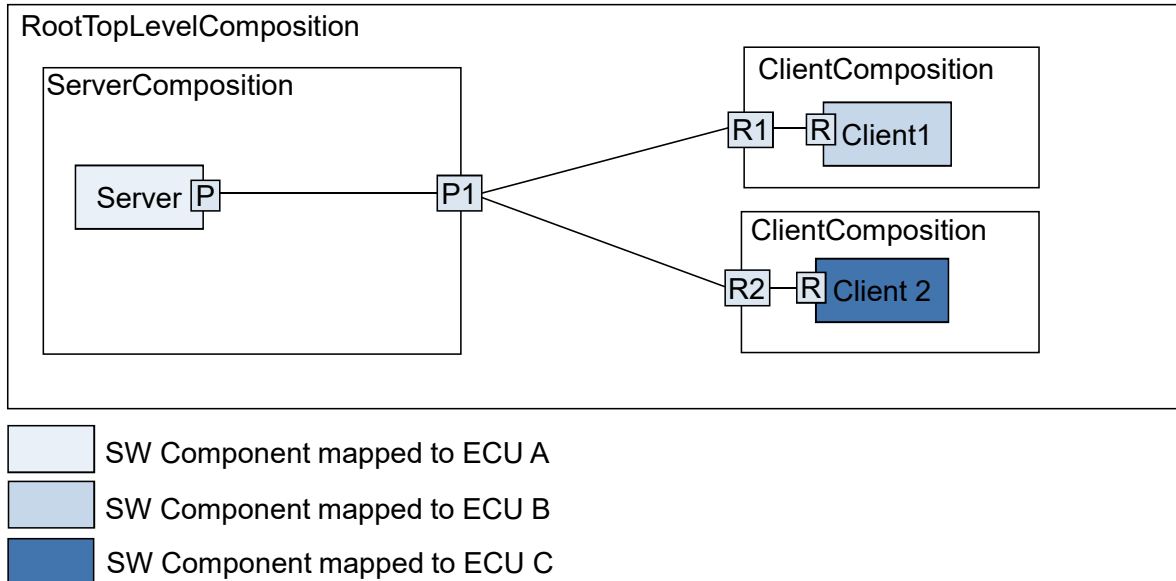 RootTopLevelComposition
ServerComposition
Server
P
P1
ClientComposition
R1
R
Client1
ClientComposition
R2
R
Client 2
SW Component mapped to ECU A
SW Component mapped to ECU B
SW Component mapped to ECU C